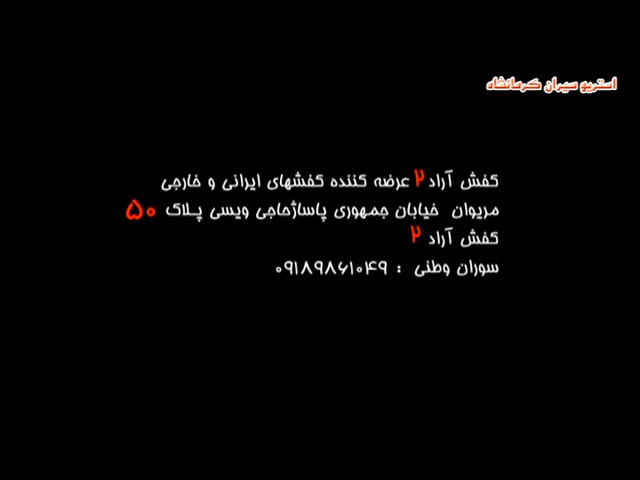 استریو سیران کرمانشاه
کفش آراد ۲ عرضه کننده کفشهای ایرانی و خارجی
مریوان خیابان جمهوری پاساژحاجی ویسی پلاک ۵۰
کفش آراد ۲
سوران وطنی : ۰۹۱۸۹۸۶۱۰۴۹